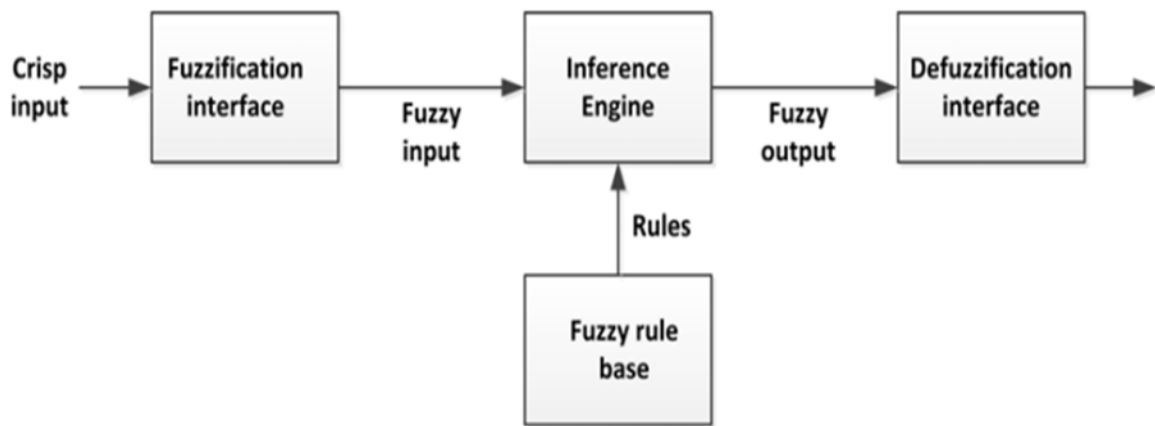 Crisp
input
Fuzzification
interface
Fuzzy
input
Inference
Engine
Fuzzy
output
Defuzzification
interface
Rules
Fuzzy rule
base